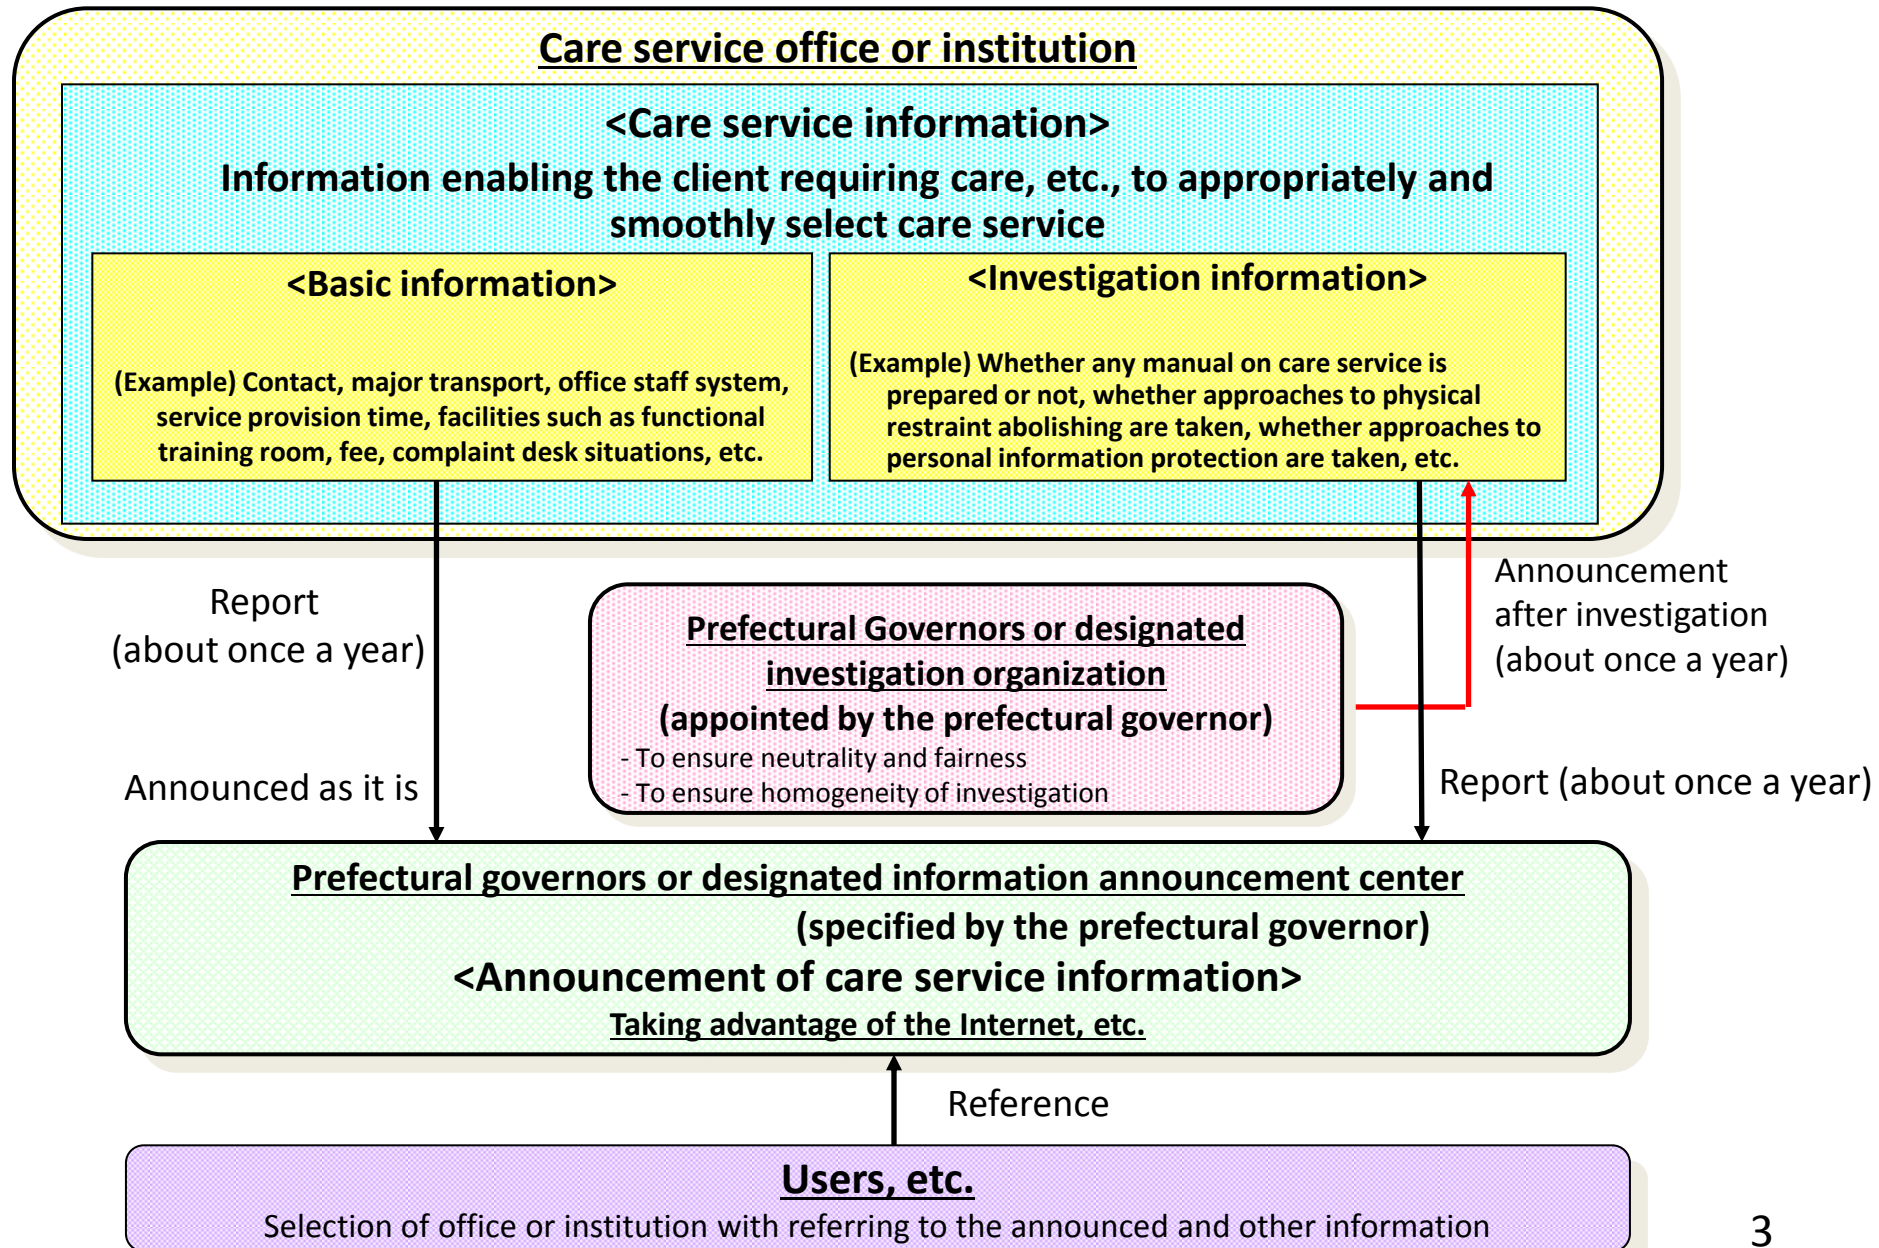 Care service office or institution
<Care service information>
Information enabling the client requiring care, etc., to appropriately and
smoothly select care service
<Basic information>
(Example) Contact, major transport, office staff system,
service provision time, facilities such as functional
training room, fee, complaint desk situations, etc.
<Investigation information>
(Example) Whether any manual on care service is
prepared or not, whether approaches to physical
restraint abolishing are taken, whether approaches to
personal information protection are taken, etc.
Report
(about once a year)
Announced as it is
Prefectural Governors or designated
investigation organization
(appointed by the prefectural governor)
- To ensure neutrality and fairness
- To ensure homogeneity of investigation
Announcement
after investigation
(about once a year)
Report (about once a year)
Prefectural governors or designated information announcement center
(specified by the prefectural governor)
<Announcement of care service information>
Taking advantage of the Internet, etc.
Reference
Users, etc.
Selection of office or institution with referring to the announced and other information
3